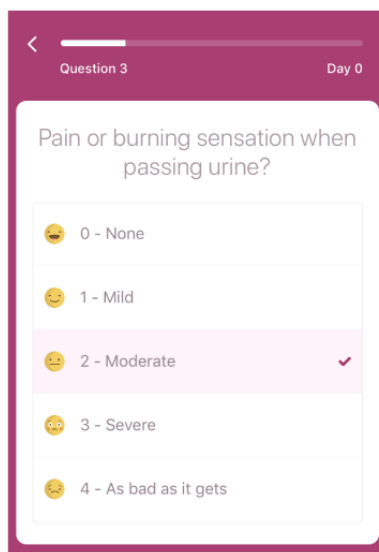 Question 3
Day 0
Pain or burning sensation when
passing urine?
0 - None
1 - Mild
2 - Moderate
3 - Severe
4 - As bad as it gets